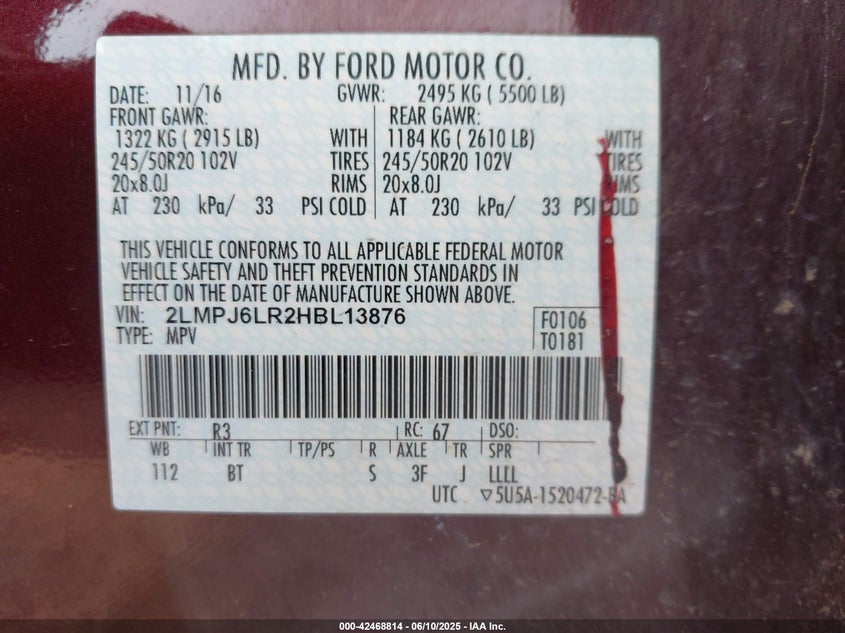 MFD. BY FORD MOTOR CO.
DATE: 11/16 GVWR: 2495 KG ( 5500 LB)
FRONT GAWR: REAR GAWR:
1322 KG ( 2915 LB) WITH 1184 KG ( 2610 LB) WITH
245/50R20 102V TIRES 245/50R20 102V TIRES
20x8.0J RIMS 20x8.0J RIMS
AT 230 kPa/ 33 PSI COLD AT 230 kPa/ 33 PSI COLD
THIS VEHICLE CONFORMS TO ALL APPLICABLE FEDERAL MOTOR
VEHICLE SAFETY AND THEFT PREVENTION STANDARDS IN
EFFECT ON THE DATE OF MANUFACTURE SHOWN ABOVE.
VIN: 2LMPJ6LR2HBL13876 F0106
TYPE: MPV T0181
EXT PNT: R3 RC: 67 DSO:
WB INT TR TP/PS R AXLE TR SPR
112 BT S 3F J LLLL
UTC ▽5U5A-1520472-BA
000-42468814 - 06/10/2025 - IAA Inc.